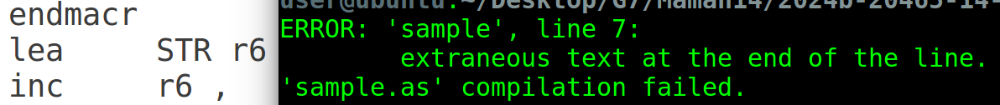 endmacr
lea STR r6
inc r6 ,
user@ubuntu:~/Desktop/G7/Maman14/2024b-20465-14-
ERROR: 'sample', line 7:
extraneous text at the end of the line.
'sample.as' compilation failed.